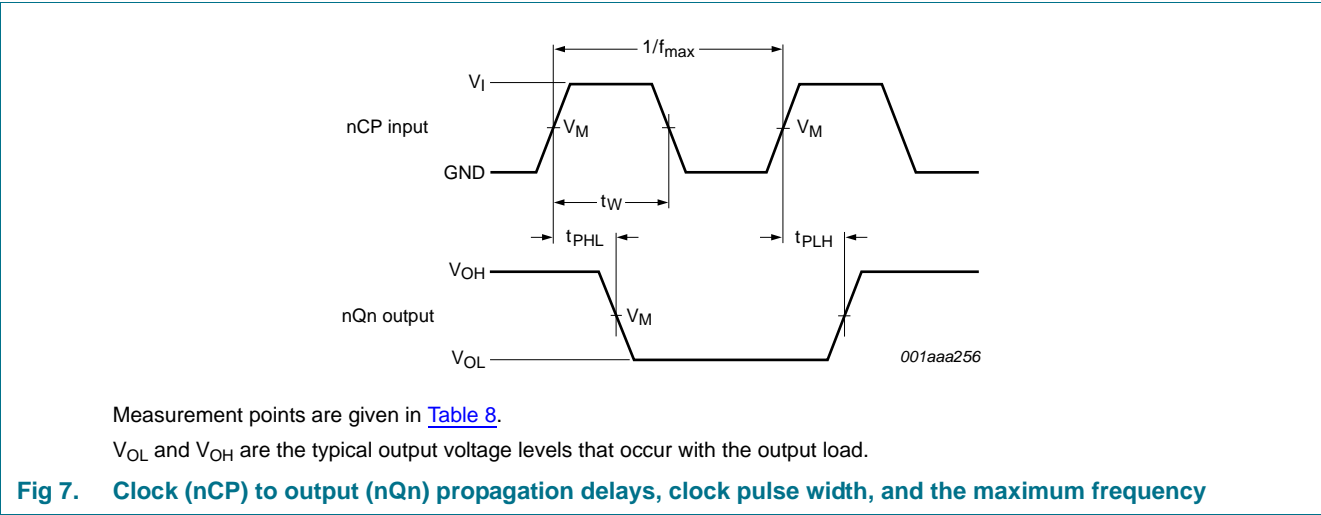 1/fmax
VI
nCP input
VM
VM
GND
tW
tPHL
tPLH
VOH
nQn output
VM
VOL
001aaa256
Measurement points are given in Table 8.
VOL and VOH are the typical output voltage levels that occur with the output load.
Fig 7. Clock (nCP) to output (nQn) propagation delays, clock pulse width, and the maximum frequency